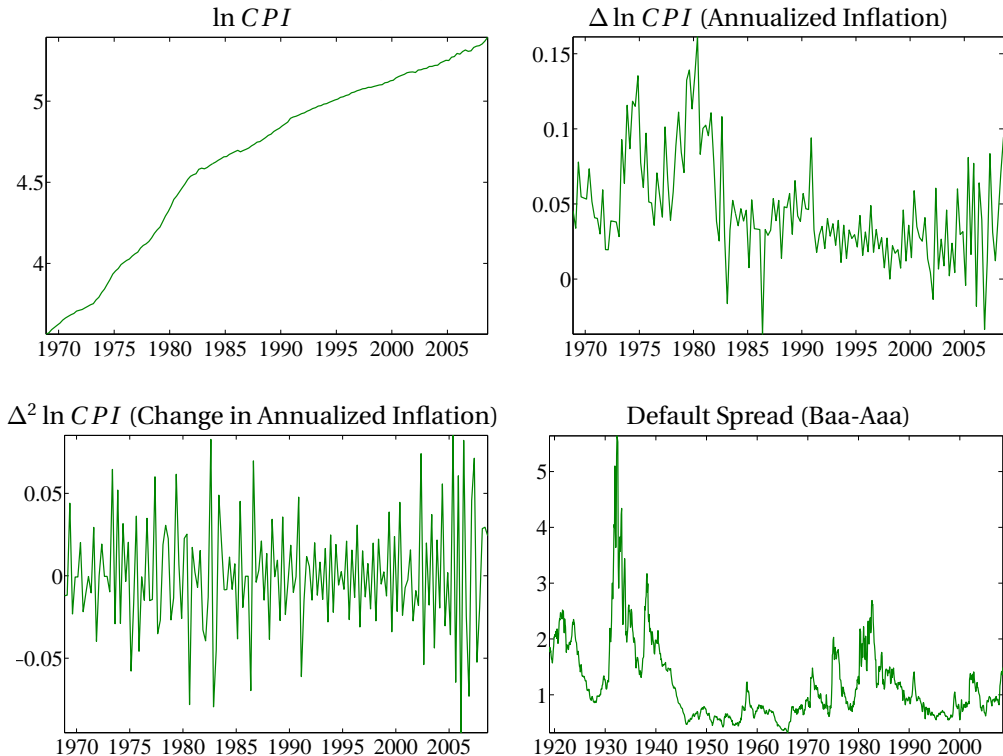 ln CPI
5
4.5
4
1970 1975 1980 1985 1990 1995 2000 2005
Δ ln CPI (Annualized Inflation)
0.15
0.1
0.05
0
1970 1975 1980 1985 1990 1995 2000 2005
Δ² ln CPI (Change in Annualized Inflation)
0.05
0
-0.05
1970 1975 1980 1985 1990 1995 2000 2005
Default Spread (Baa-Aaa)
5
4
3
2
1
1920 1930 1940 1950 1960 1970 1980 1990 2000